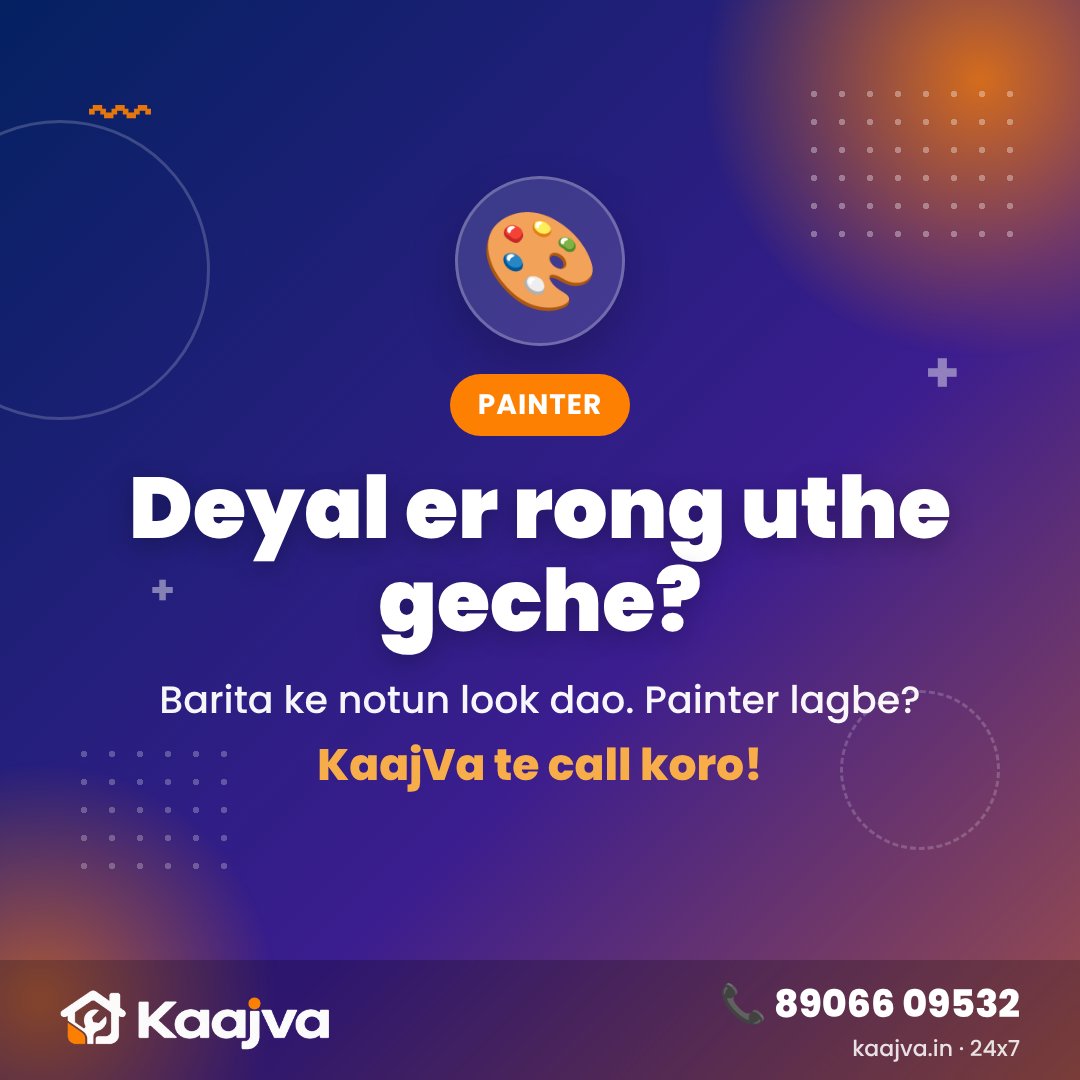 PAINTER
Deyal er rong uthe
geche?
Barita ke notun look dao. Painter lagbe?
KaajVa te call koro!
Kaajva
89066 09532
kaajva.in · 24x7